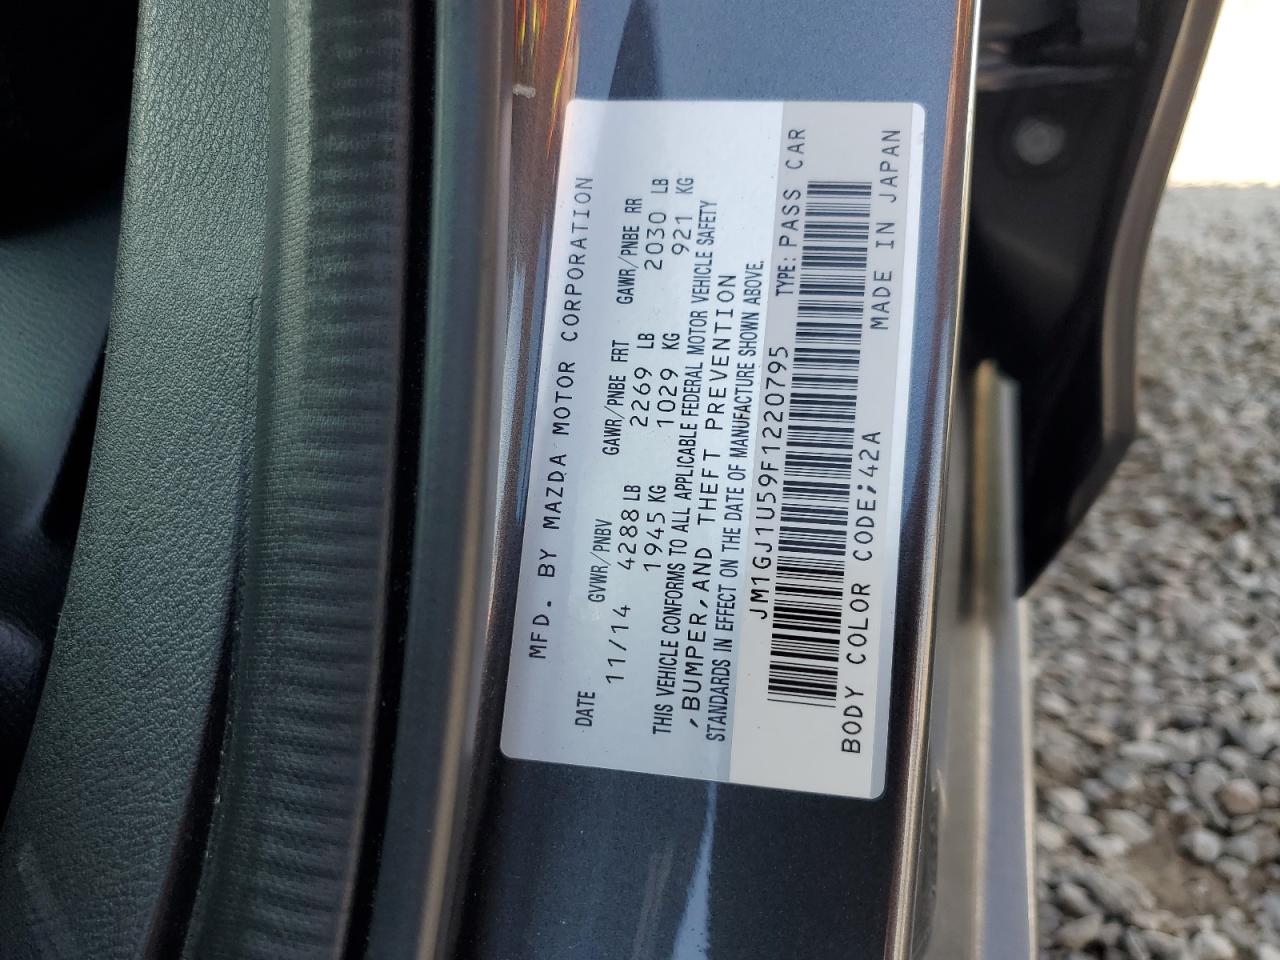 MFD. BY MAZDA MOTOR CORPORATION
DATE GVWR/PNBV GAWR/PNBE FRT GAWR/PNBE RR
11/14 4288 LB 2269 LB 2030 LB
1945 KG 1029 KG 921 KG
THIS VEHICLE CONFORMS TO ALL APPLICABLE FEDERAL MOTOR VEHICLE SAFETY
,BUMPER,AND THEFT PREVENTION
STANDARDS IN EFFECT ON THE DATE OF MANUFACTURE SHOWN ABOVE.
JM1GJ1U59F1220795 TYPE: PASS CAR
BODY COLOR CODE;42A MADE IN JAPAN